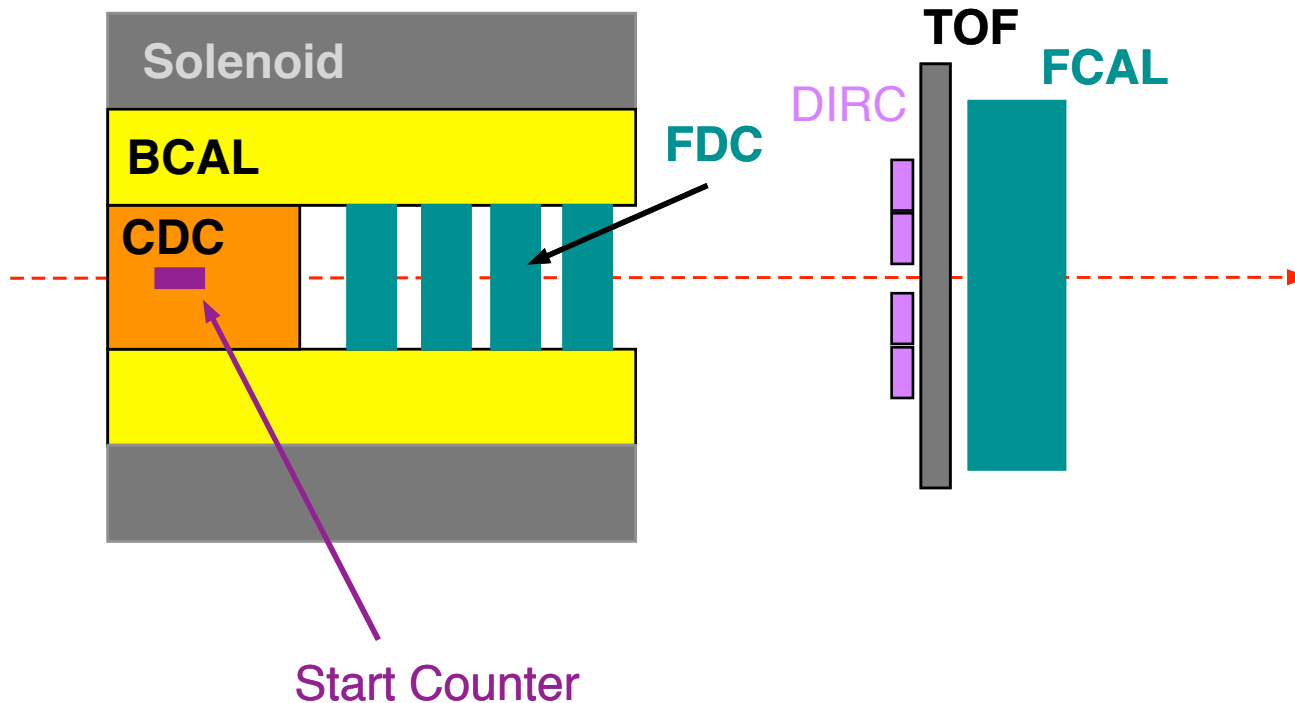 TOF
Solenoid
FCAL
DIRC
FDC
BCAL
CDC
Start Counter